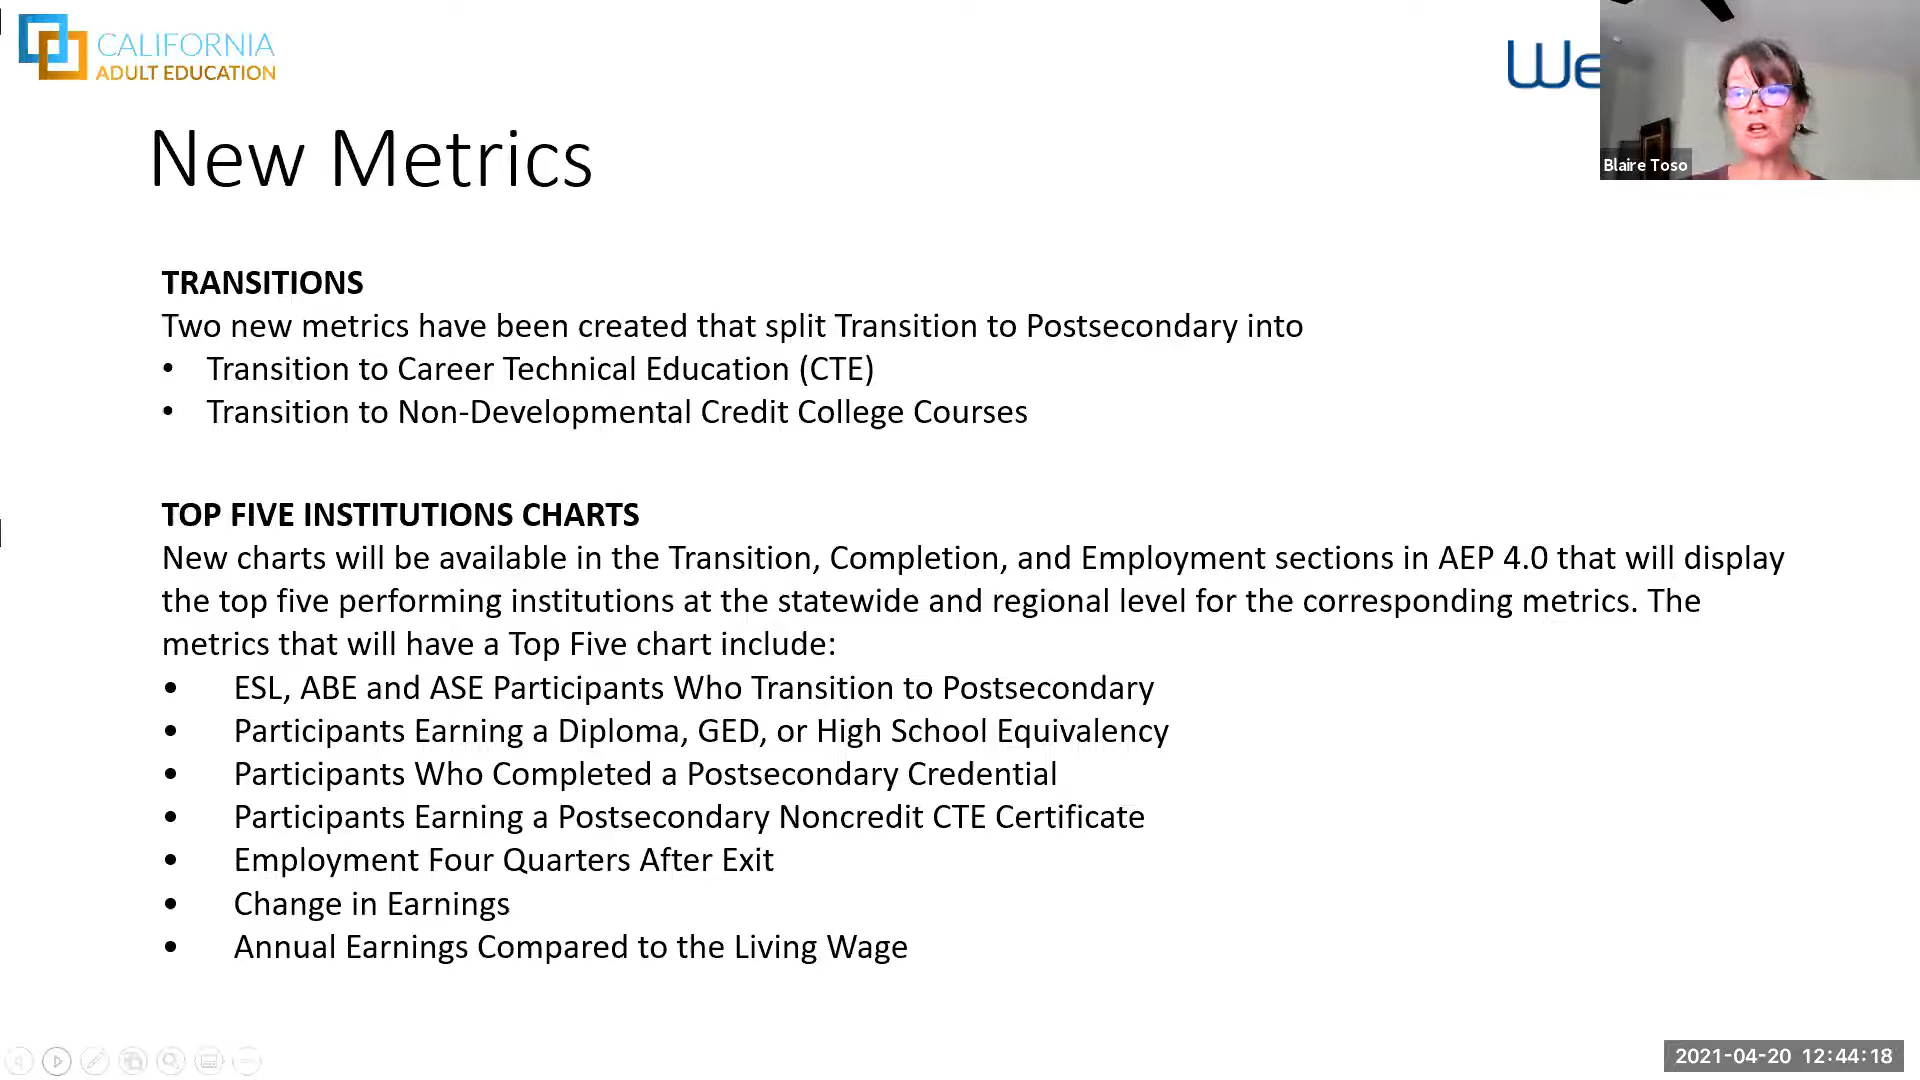 CALIFORNIA
ADULT EDUCATION
We
Blaire Toso
New Metrics
TRANSITIONS
Two new metrics have been created that split Transition to Postsecondary into
• Transition to Career Technical Education (CTE)
• Transition to Non-Developmental Credit College Courses
TOP FIVE INSTITUTIONS CHARTS
New charts will be available in the Transition, Completion, and Employment sections in AEP 4.0 that will display
the top five performing institutions at the statewide and regional level for the corresponding metrics. The
metrics that will have a Top Five chart include:
• ESL, ABE and ASE Participants Who Transition to Postsecondary
• Participants Earning a Diploma, GED, or High School Equivalency
• Participants Who Completed a Postsecondary Credential
• Participants Earning a Postsecondary Noncredit CTE Certificate
• Employment Four Quarters After Exit
• Change in Earnings
• Annual Earnings Compared to the Living Wage
2021-04-20 12:44:18